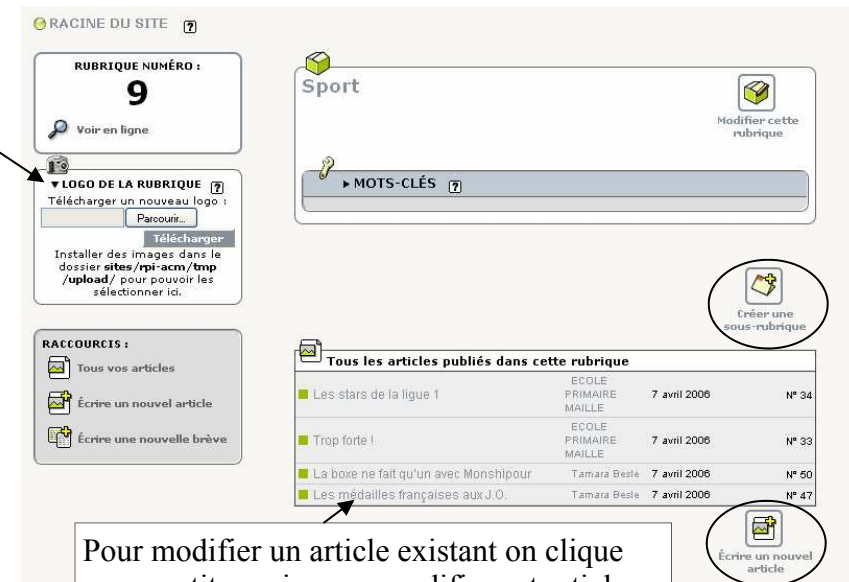 RACINE DU SITE ?
RUBRIQUE NUMÉRO :
9
Voir en ligne
LOGO DE LA RUBRIQUE ?
Télécharger un nouveau logo :
Parcourir...
Télécharger
Installer des images dans le
dossier sites/rpi-acm/tmp
/upload/ pour pouvoir les
sélectionner ici.
RACCOURCIS :
Tous vos articles
Écrire un nouvel article
Écrire une nouvelle brève
Sport
Modifier cette
rubrique
MOTS-CLÉS ?
Créer une
sous-rubrique
Tous les articles publiés dans cette rubrique
Les stars de la ligue 1 ECOLE PRIMAIRE MAILLE 7 avril 2006 N° 34
Trop forte ! ECOLE PRIMAIRE MAILLE 7 avril 2006 N° 33
La boxe ne fait qu'un avec Monshipour Tamara Besle 7 avril 2006 N° 50
Les médailles françaises aux J.O. Tamara Besle 7 avril 2006 N° 47
Écrire un nouvel
article
Pour modifier un article existant on clique